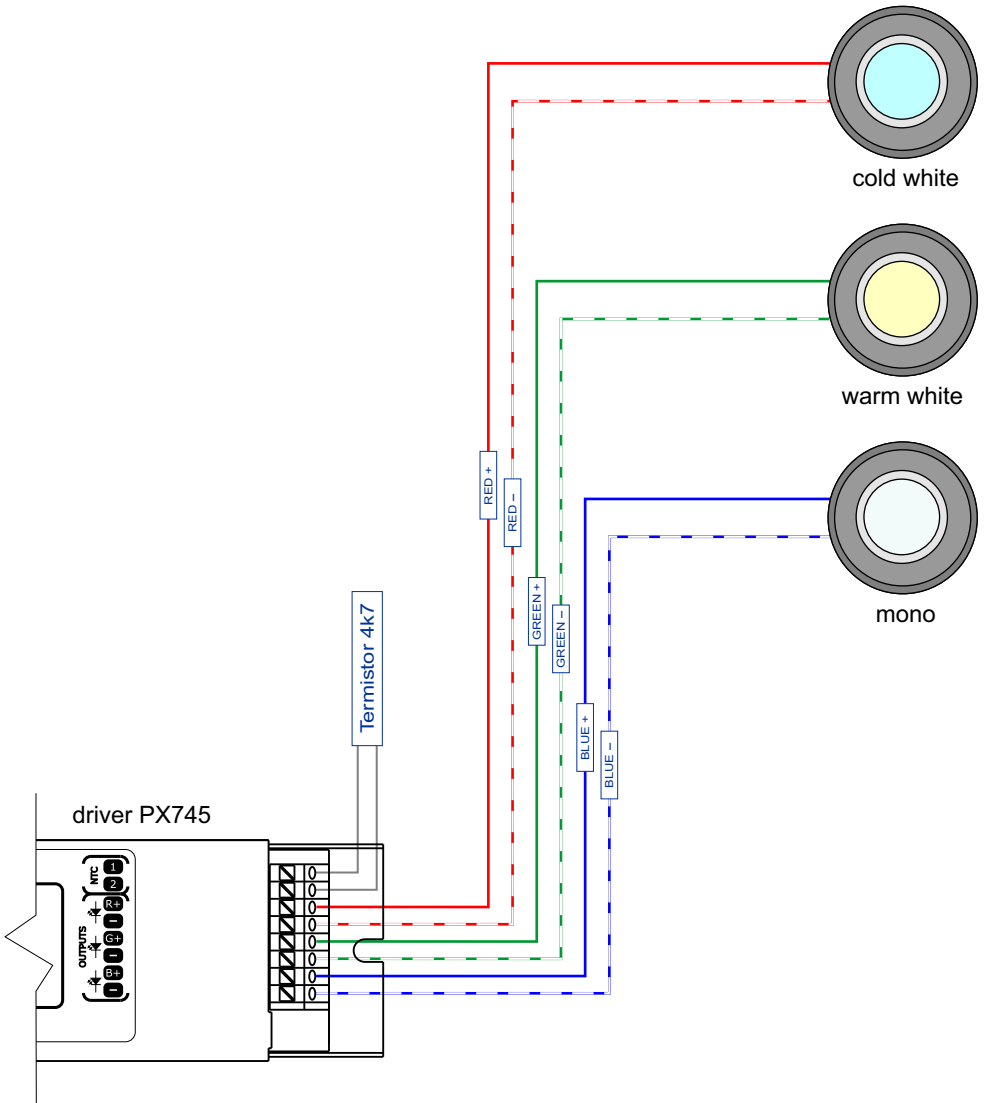 cold white
warm white
mono
RED +
RED –
GREEN +
GREEN –
BLUE +
BLUE –
Termistor 4k7
driver PX745
NTC
1
2
OUTPUTS
R+
–
G+
–
B+
–